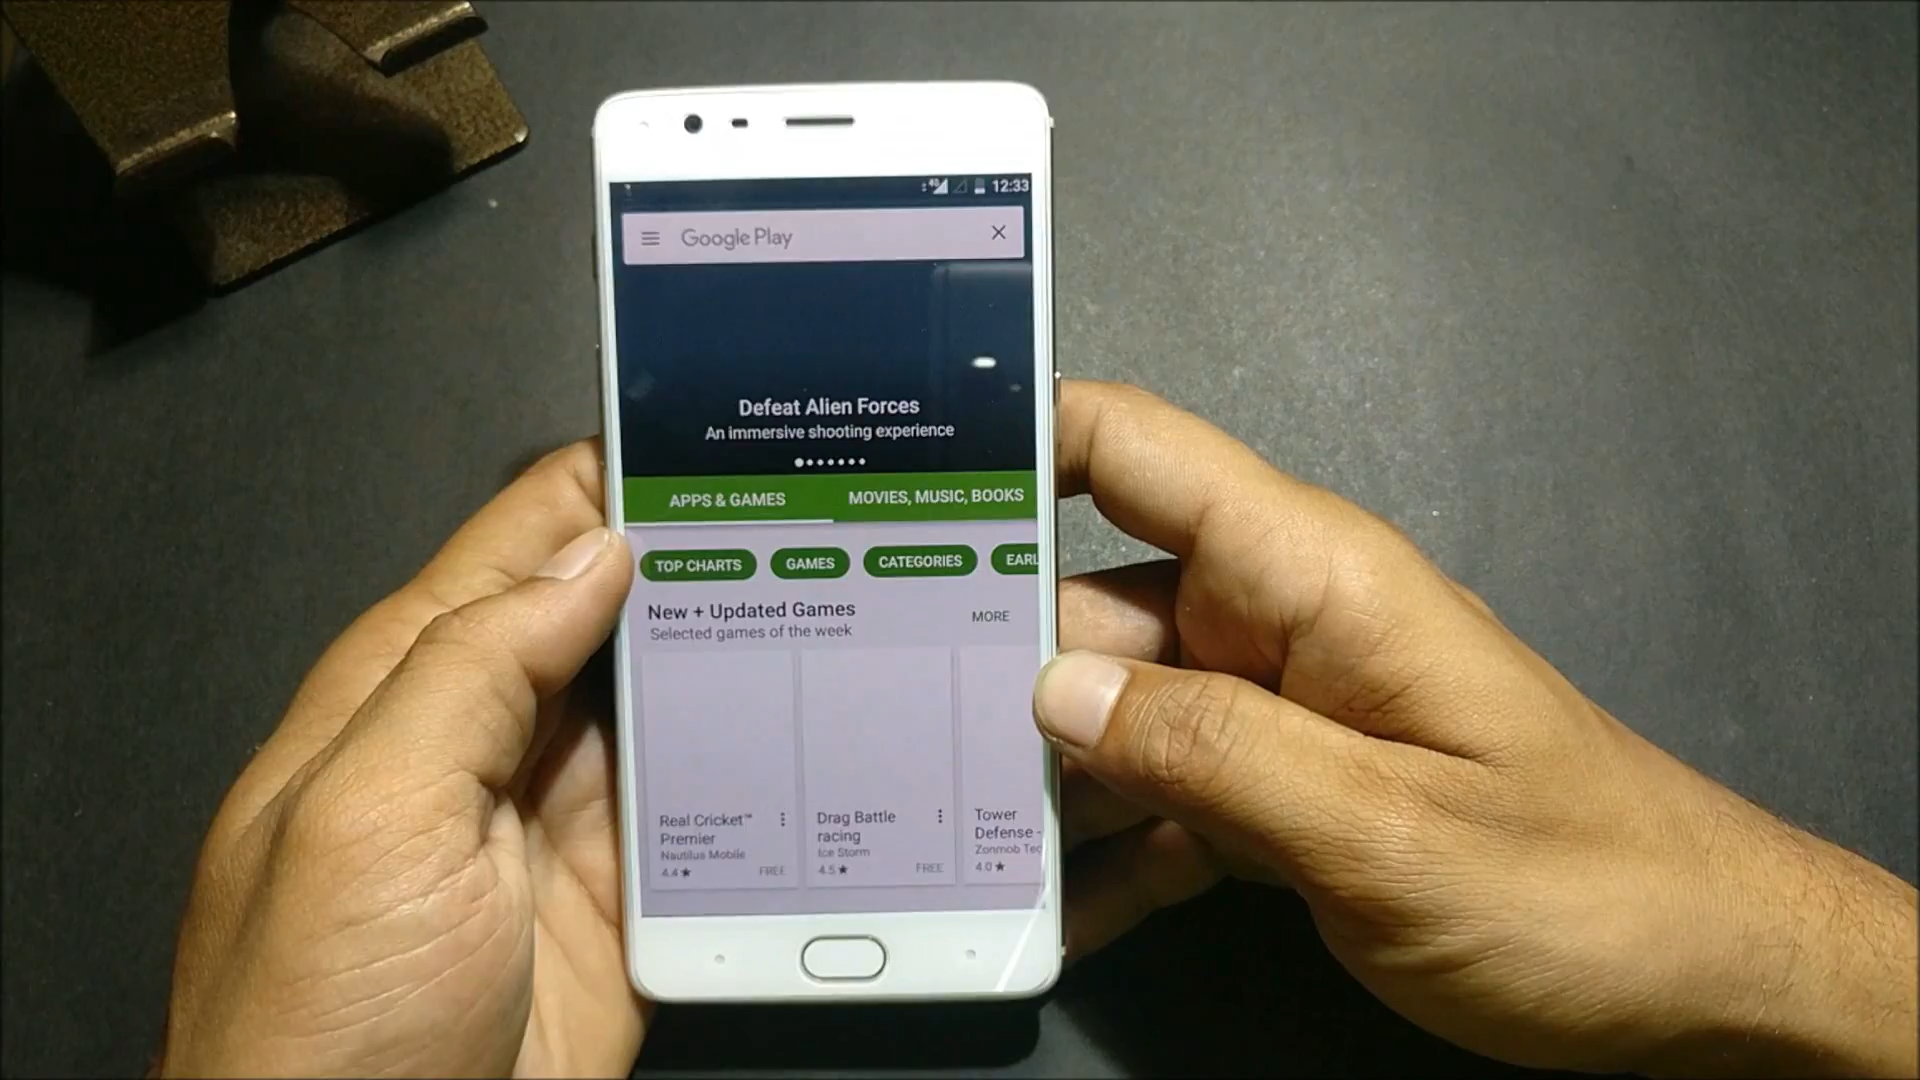 4G 12:33
Google Play
Defeat Alien Forces
An immersive shooting experience
APPS & GAMES MOVIES, MUSIC, BOOKS
TOP CHARTS GAMES CATEGORIES EARL
New + Updated Games MORE
Selected games of the week
Real Cricket™ Premier
Nautilus Mobile
4.4★ FREE
Drag Battle racing
Ice Storm
4.5★ FREE
Tower Defense -
Zonmob Tec
4.0★